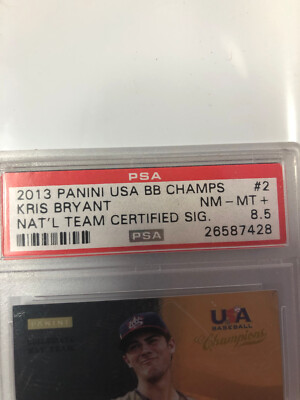 PSA
2013 PANINI USA BB CHAMPS #2
KRIS BRYANT NM-MT+
NAT'L TEAM CERTIFIED SIG. 8.5
PSA 26587428
PANINI
USA
BASEBALL
Champions